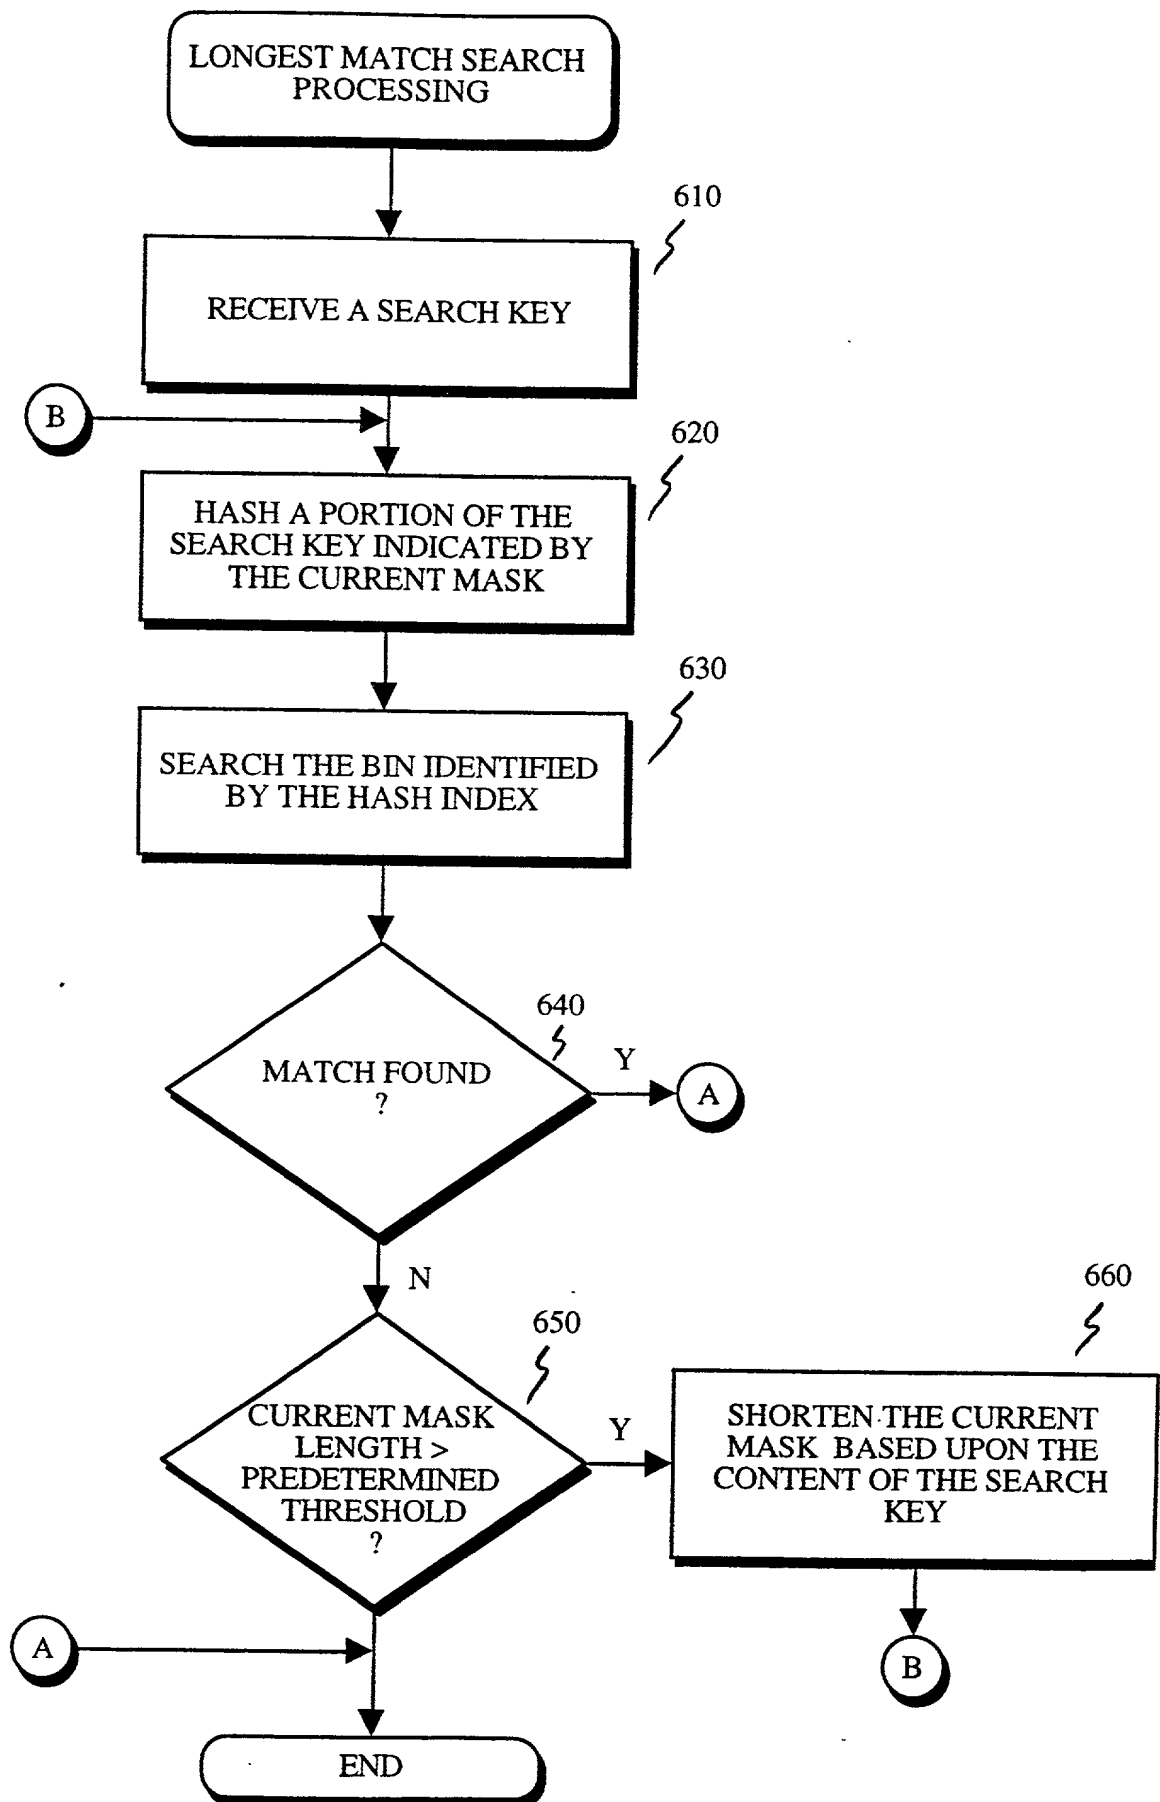 LONGEST MATCH SEARCH
PROCESSING
610
RECEIVE A SEARCH KEY
B
620
HASH A PORTION OF THE
SEARCH KEY INDICATED BY
THE CURRENT MASK
630
SEARCH THE BIN IDENTIFIED
BY THE HASH INDEX
640
MATCH FOUND
?
Y
A
N
650
CURRENT MASK
LENGTH >
PREDETERMINED
THRESHOLD
?
Y
660
SHORTEN THE CURRENT
MASK BASED UPON THE
CONTENT OF THE SEARCH
KEY
A
B
END